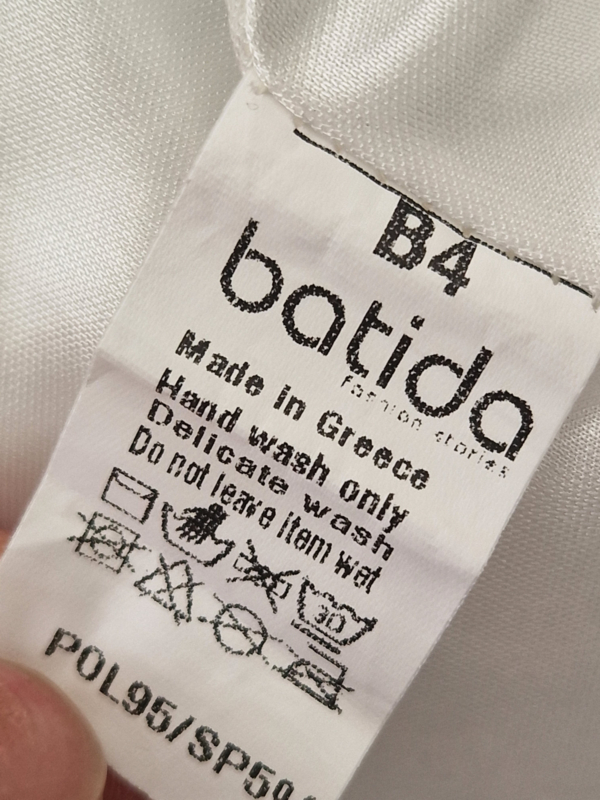 B4
batida
fashion stories
Made in Greece
Hand wash only
Delicate wash
Do not leave item wet
30
POL95/SP5%